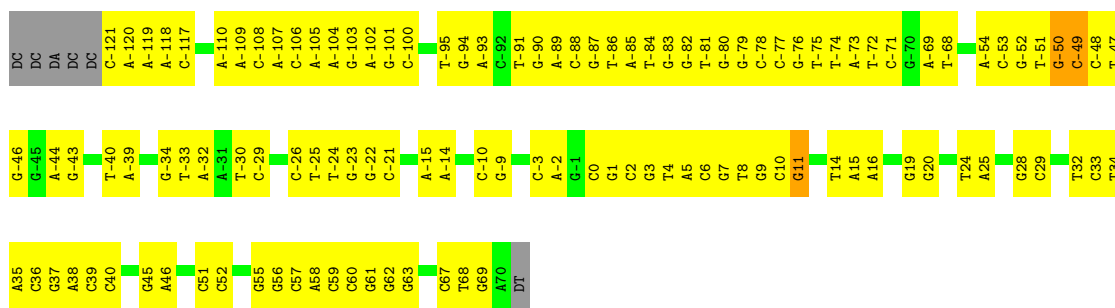 DC DC DA DC DC C-121 A-120 A-119 A-118 C-117 A-110 A-109 C-108 A-107 C-106 A-105 A-104 G-103 A-102 G-101 C-100 T-95 G-94 A-93 C-92 T-91 G-90 A-89 C-88 G-87 T-86 A-85 T-84 G-83 G-82 T-81 G-80 G-79 C-78 C-77 G-76 T-75 T-74 A-73 T-72 C-71 G-70 A-69 T-68 A-54 C-53 G-52 T-51 G-50 C-49 C-48 T-47
G-46 G-45 A-44 G-43 T-40 A-39 G-34 T-33 A-32 A-31 T-30 C-29 C-26 T-25 T-24 G-23 G-22 C-21 A-15 A-14 C-10 G-9 C-3 A-2 G-1 C0 G1 C2 G3 T4 A5 C6 G7 T8 G9 C10 G11 T14 A15 A16 G19 G20 T24 A25 G28 C29 T32 C33 T34
A35 C36 G37 A38 C39 C40 G45 A46 C51 C52 G55 G56 C57 A58 C59 C60 G61 G62 G63 C67 T68 G69 A70 DT